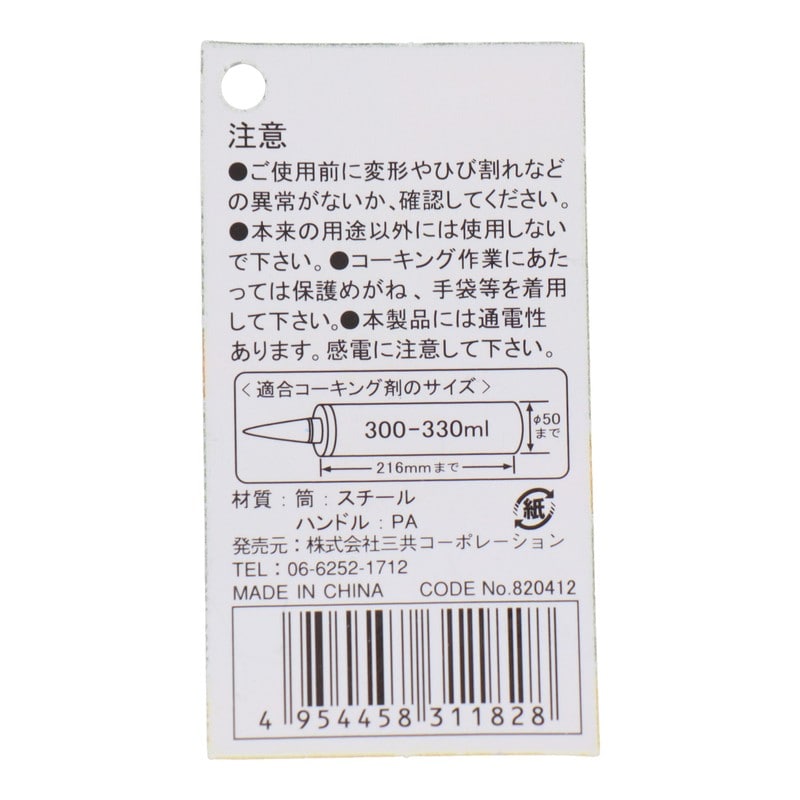 注意
●ご使用前に変形やひび割れなど
の異常がないか、確認してください。
●本来の用途以外には使用しない
で下さい。●コーキング作業にあた
っては保護めがね、手袋等を着用
して下さい。●本製品には通電性
あります。感電に注意して下さい。
〈適合コーキング剤のサイズ〉
300-330ml
φ50
まで
216mmまで
材質：筒：スチール
ハンドル：PA
紙
発売元：株式会社三共コーポレーション
TEL：06-6252-1712
MADE IN CHINA CODE No.820412
4 954458 311828